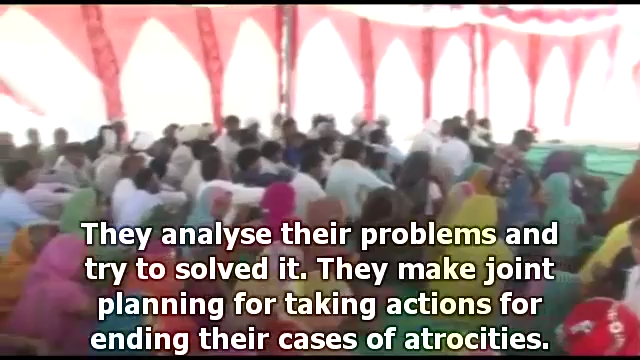 They analyse their problems and
try to solved it. They make joint
planning for taking actions for
ending their cases of atrocities.